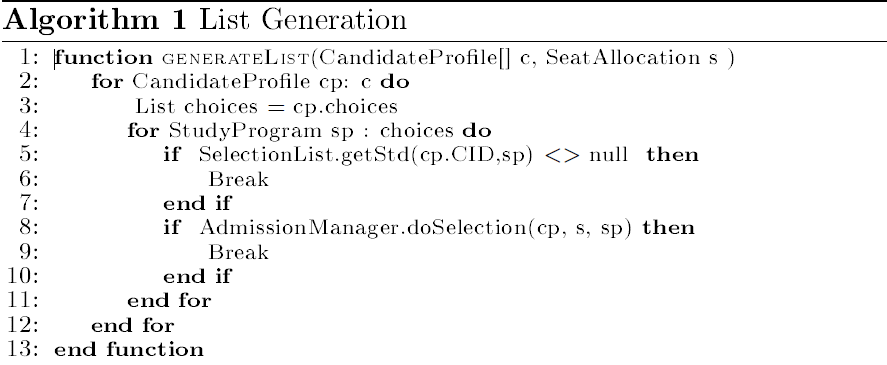 Algorithm 1 List Generation
1: function GENERATELIST(CandidateProfile[] c, SeatAllocation s )
2: for CandidateProfile cp: c do
3: List choices = cp.choices
4: for StudyProgram sp : choices do
5: if SelectionList.getStd(cp.CID,sp) <> null then
6: Break
7: end if
8: if AdmissionManager.doSelection(cp, s, sp) then
9: Break
10: end if
11: end for
12: end for
13: end function